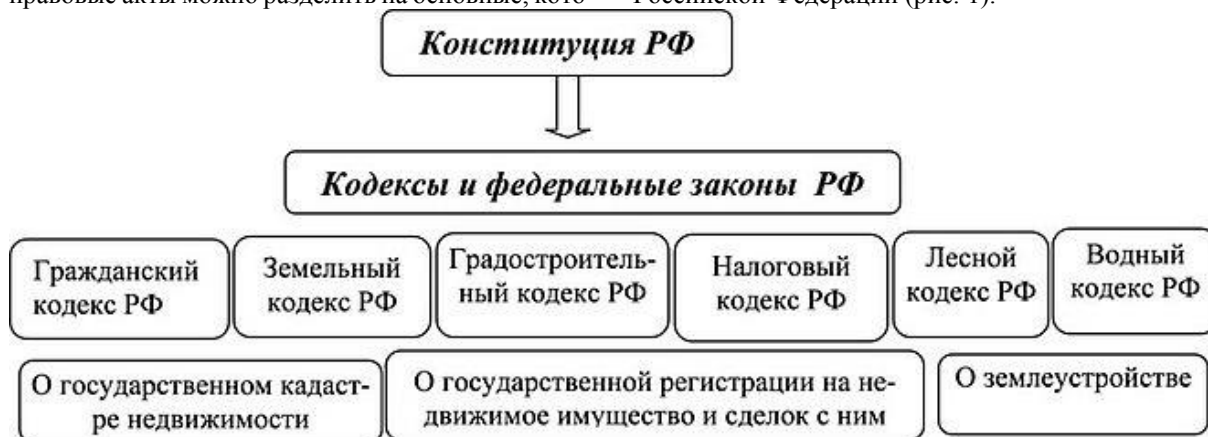 правовые акты можно разделить на основные, кото- Российской Федерации (рис. 1).
Конституция РФ
Кодексы и федеральные законы РФ
Гражданский
кодекс РФ
Земельный
кодекс РФ
Градостроитель-
ный кодекс РФ
Налоговый
кодекс РФ
Лесной
кодекс РФ
Водный
кодекс РФ
О государственном кадаст-
ре недвижимости
О государственной регистрации на не-
движимое имущество и сделок с ним
О землеустройстве